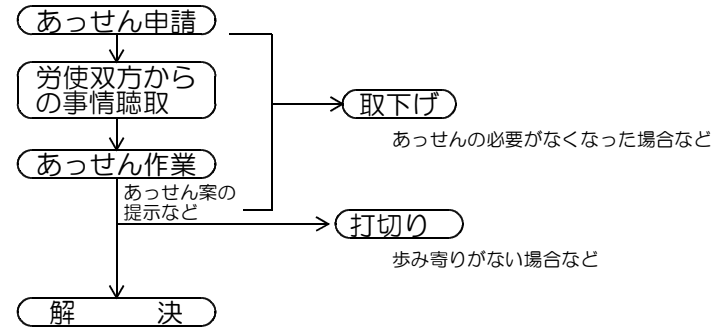 あっせん申請
労使双方から
の事情聴取
取下げ
あっせんの必要がなくなった場合など
あっせん作業
あっせん案の
提示など
打切り
歩み寄りがない場合など
解　　　決